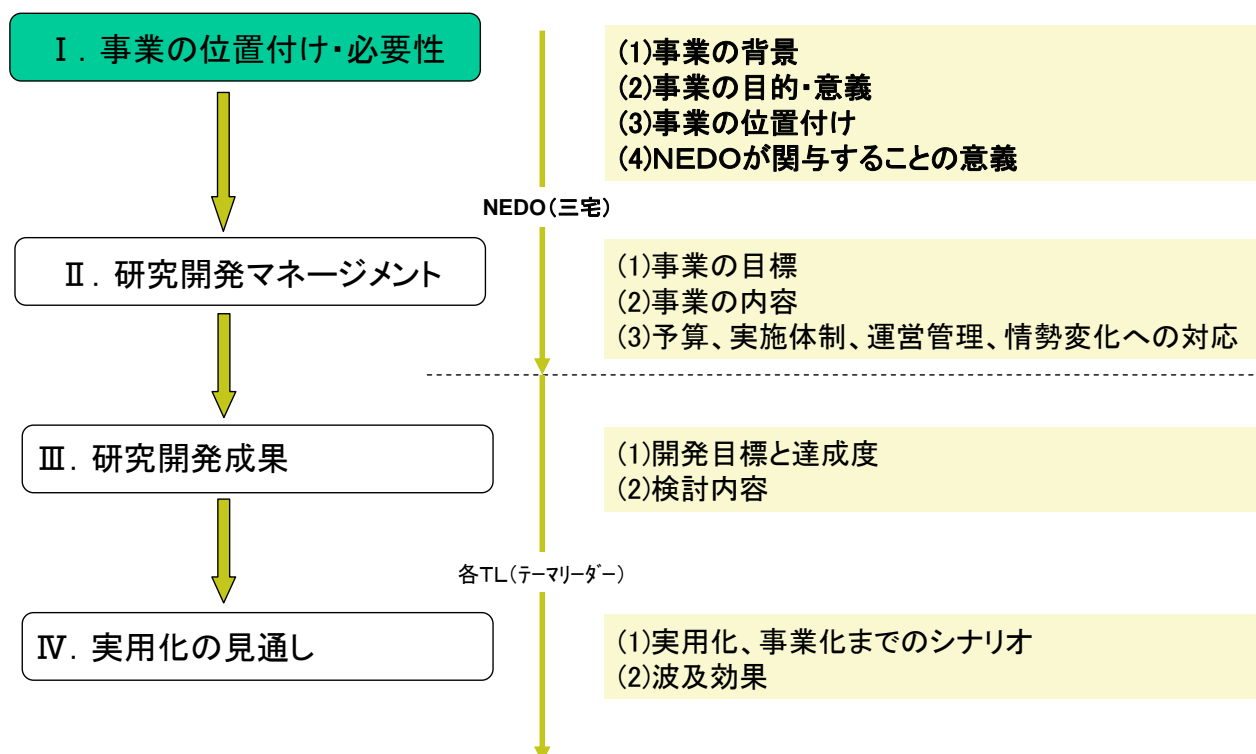 Ⅰ. 事業の位置付け・必要性
(1)事業の背景
(2)事業の目的・意義
(3)事業の位置付け
(4)NEDOが関与することの意義
NEDO(三宅)
Ⅱ. 研究開発マネージメント
(1)事業の目標
(2)事業の内容
(3)予算、実施体制、運営管理、情勢変化への対応
Ⅲ. 研究開発成果
(1)開発目標と達成度
(2)検討内容
各TL(テーマリーダー)
Ⅳ. 実用化の見通し
(1)実用化、事業化までのシナリオ
(2)波及効果